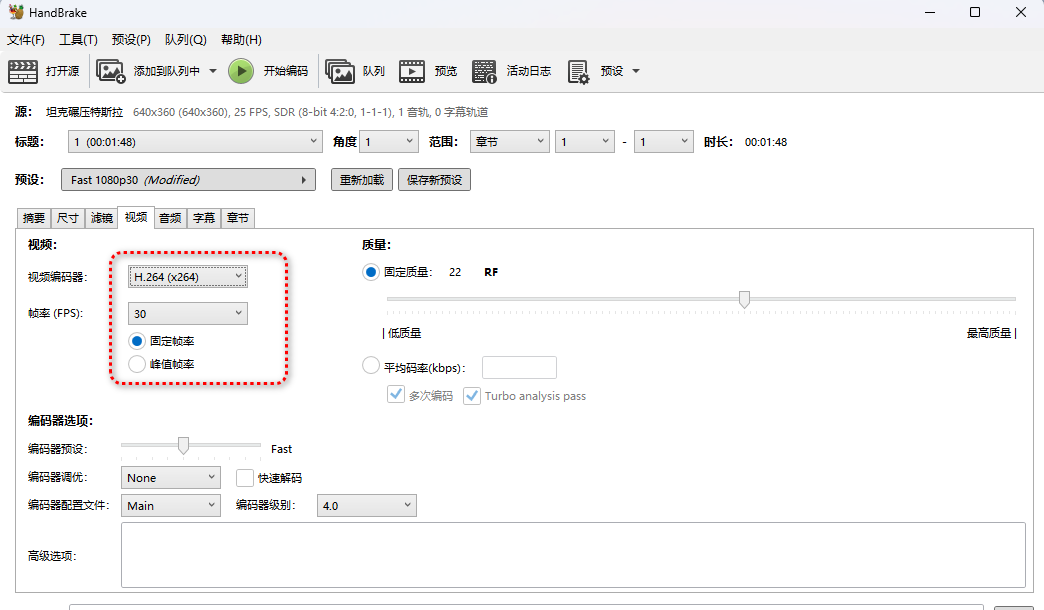 HandBrake
文件(F) 工具(T) 预设(P) 队列(Q) 帮助(H)
打开源 添加到队列中 开始编码 队列 预览 活动日志 预设
源： 坦克碾压特斯拉 640x360 (640x360), 25 FPS, SDR (8-bit 4:2:0, 1-1-1), 1 音轨, 0 字幕轨道
标题： 1 (00:01:48) 角度 1 范围： 章节 1 - 1 时长： 00:01:48
预设： Fast 1080p30 (Modified) 重新加载 保存新预设
摘要 尺寸 滤镜 视频 音频 字幕 章节
视频： 质量：
视频编码器： H.264 (x264) 固定质量： 22 RF
帧率 (FPS): 30
固定帧率 | 低质量 最高质量 |
峰值帧率 平均码率(kbps)：
多次编码 Turbo analysis pass
编码器选项：
编码器预设： Fast
编码器调优： None 快速解码
编码器配置文件： Main 编码器级别： 4.0
高级选项：